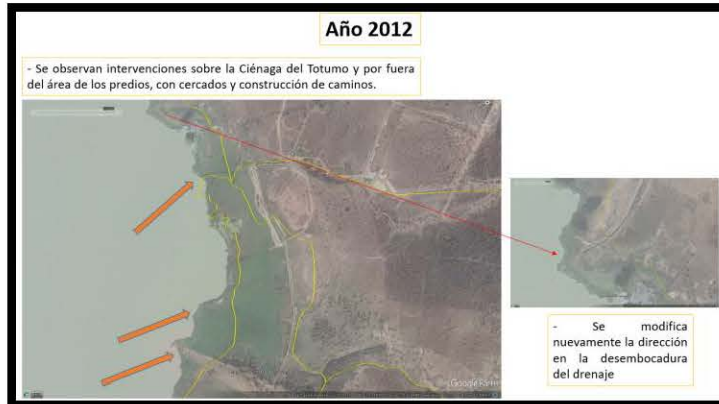 Año 2012
- Se observan intervenciones sobre la Ciénaga del Totumo y por fuera
del área de los predios, con cercados y construcción de caminos.
Google Earth
- Se modifica
nuevamente la dirección
en la desembocadura
del drenaje